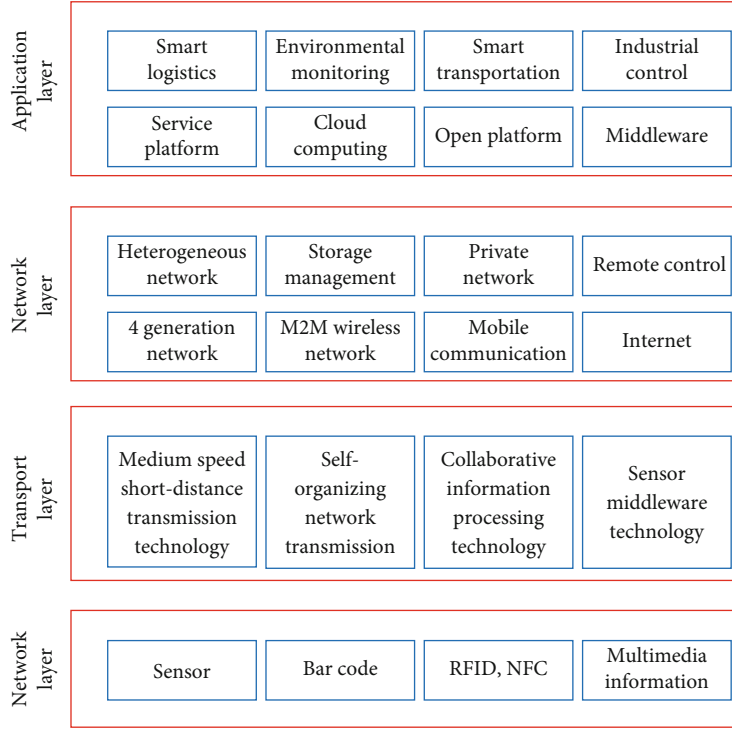 Application
layer
Smart
logistics
Environmental
monitoring
Smart
transportation
Industrial
control
Service
platform
Cloud
computing
Open platform
Middleware
Network
layer
Heterogeneous
network
Storage
management
Private
network
Remote control
4 generation
network
M2M wireless
network
Mobile
communication
Internet
Transport
layer
Medium speed
short-distance
transmission
technology
Self-
organizing
network
transmission
Collaborative
information
processing
technology
Sensor
middleware
technology
Network
layer
Sensor
Bar code
RFID, NFC
Multimedia
information